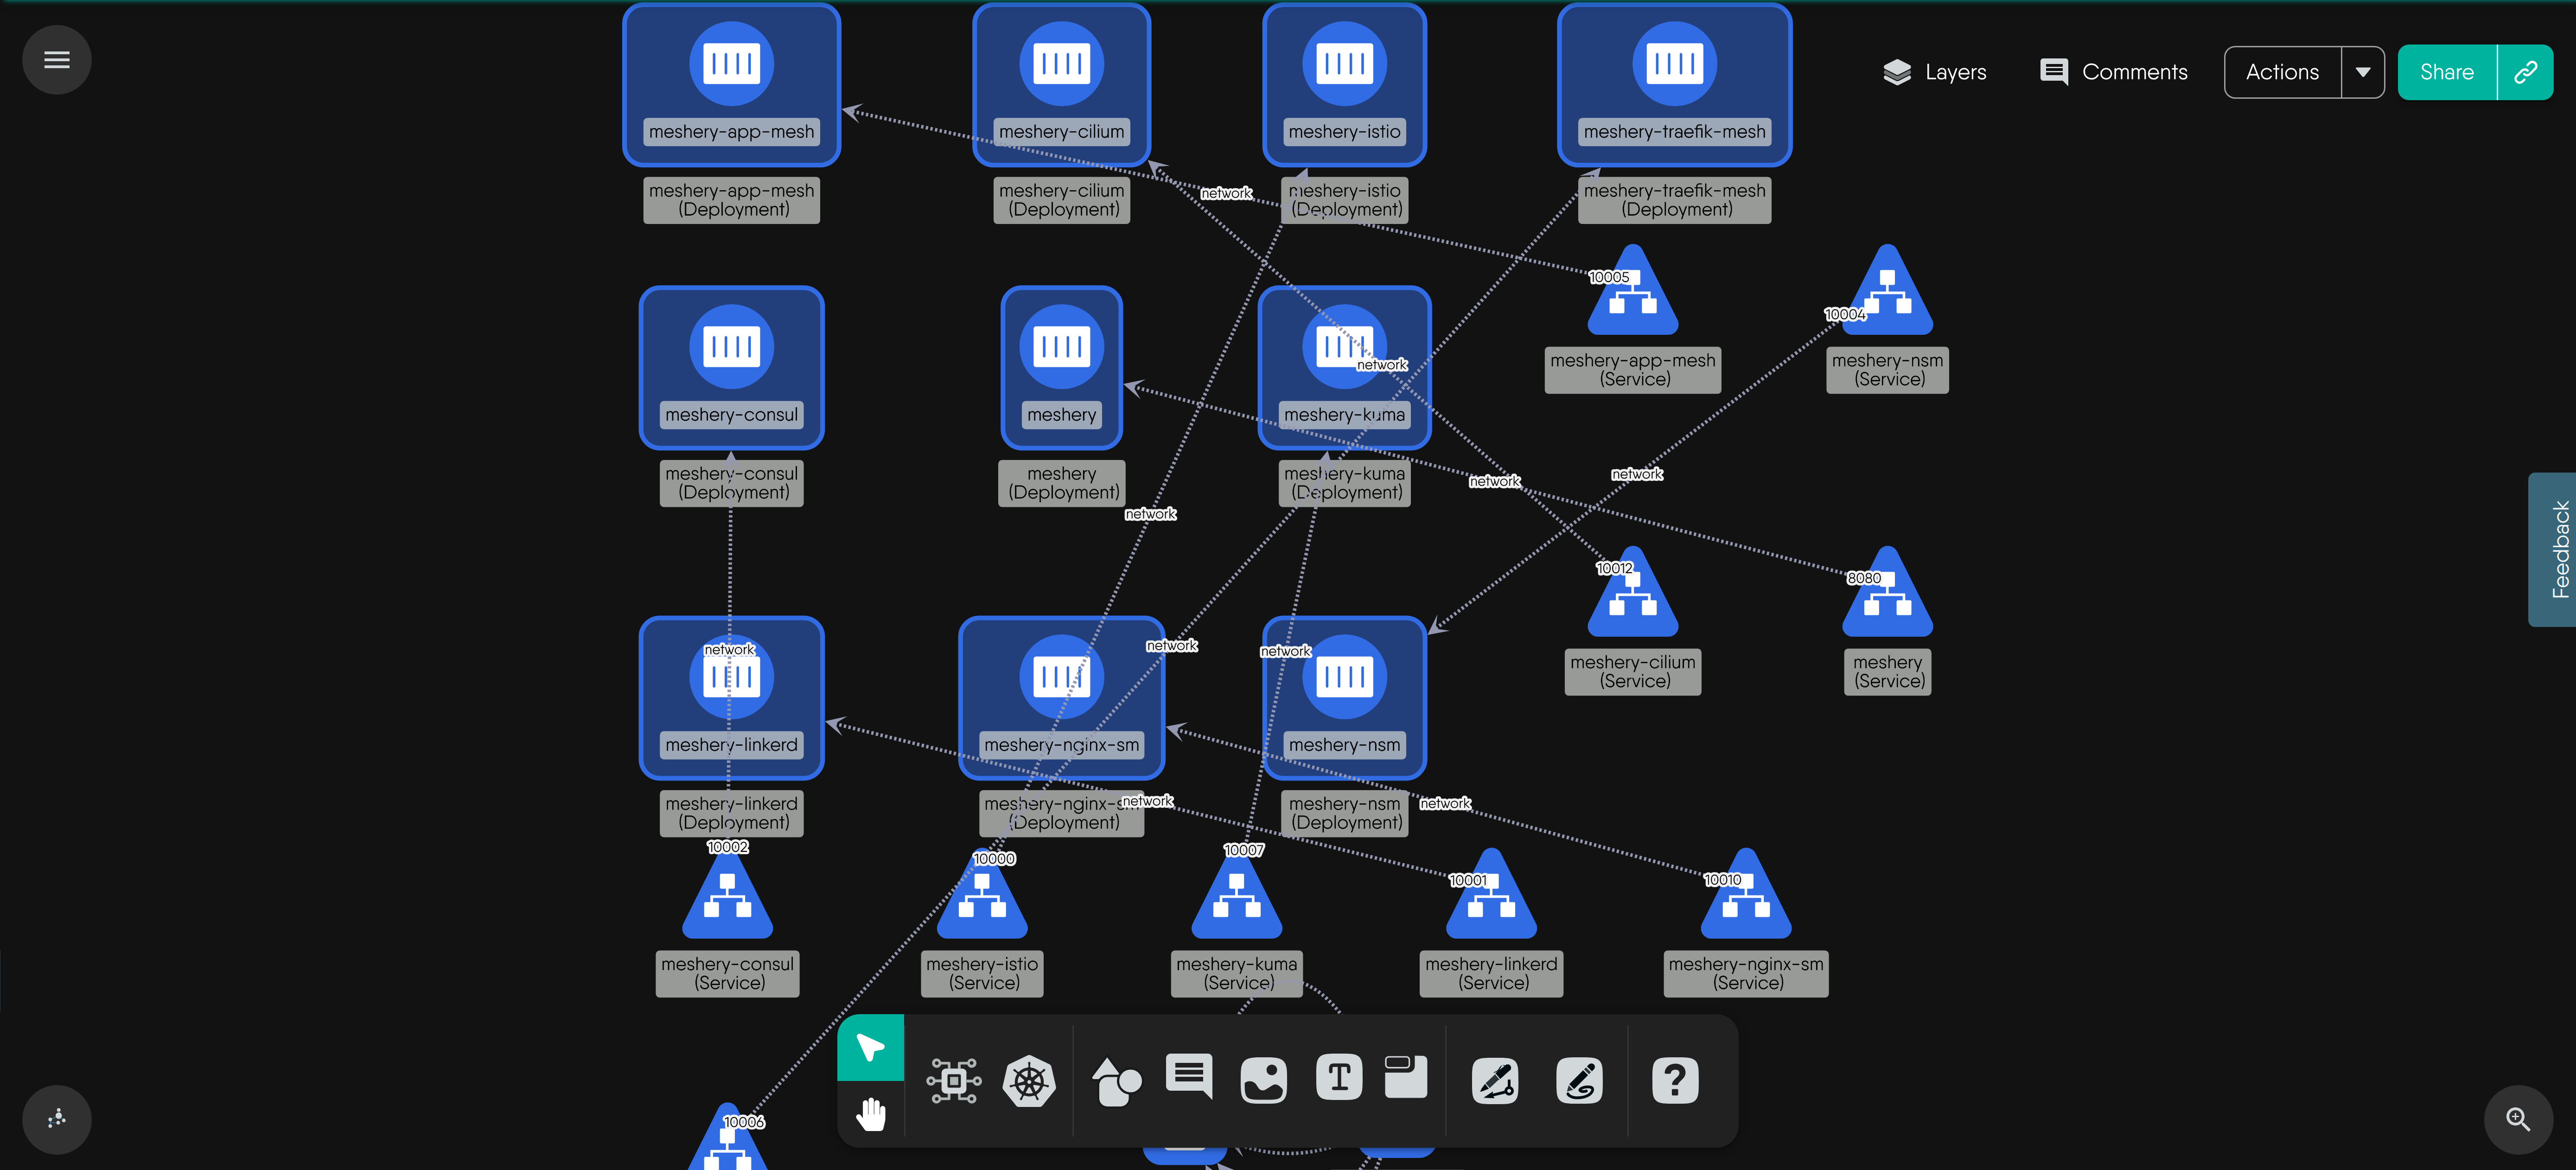 meshery-app-mesh
meshery-cilium
meshery-istio
meshery-traefik-mesh
Layers
Comments
Actions
Share
meshery-app-mesh
(Deployment)
meshery-cilium
(Deployment)
network
meshery-istio
(Deployment)
meshery-traefik-mesh
(Deployment)
10005
10004
meshery-app-mesh
(Service)
meshery-nsm
(Service)
network
meshery-consul
meshery
meshery-kuma
meshery-consul
(Deployment)
meshery
(Deployment)
meshery-kuma
(Deployment)
network
network
network
Feedback
10012
8080
meshery-cilium
(Service)
meshery
(Service)
network
network
network
meshery-linkerd
meshery-nginx-sm
meshery-nsm
meshery-linkerd
(Deployment)
meshery-nginx-sm
(Deployment)
network
meshery-nsm
(Deployment)
network
10002
10000
10007
10001
10010
meshery-consul
(Service)
meshery-istio
(Service)
meshery-kuma
(Service)
meshery-linkerd
(Service)
meshery-nginx-sm
(Service)
T
?
10006